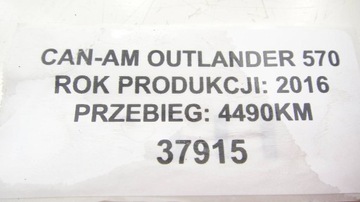 CAN-AM OUTLANDER 570
ROK PRODUKCJI: 2016
PRZEBIEG: 4490KM
37915